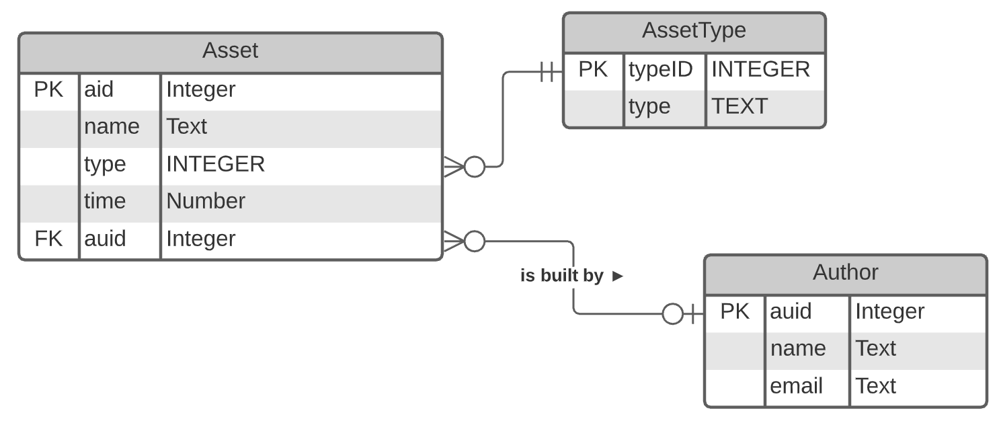 Asset
PK aid Integer
name Text
type INTEGER
time Number
FK auid Integer
AssetType
PK typeID INTEGER
type TEXT
is built by ►
Author
PK auid Integer
name Text
email Text